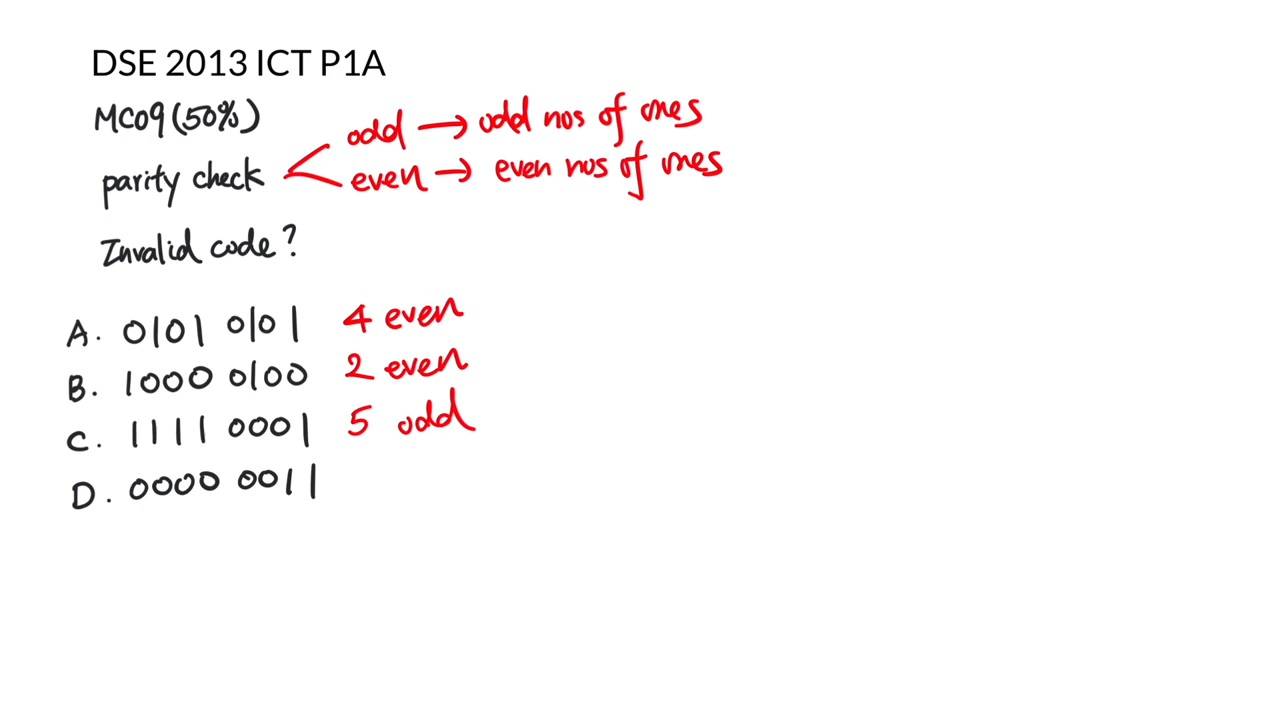 DSE 2013 ICT P1A
MC09 (50%)
odd → odd nos of ones
parity check
even → even nos of ones
Invalid code?
A. 0101 0101 4 even
B. 1000 0100 2 even
C. 1111 0001 5 odd
D. 0000 0011